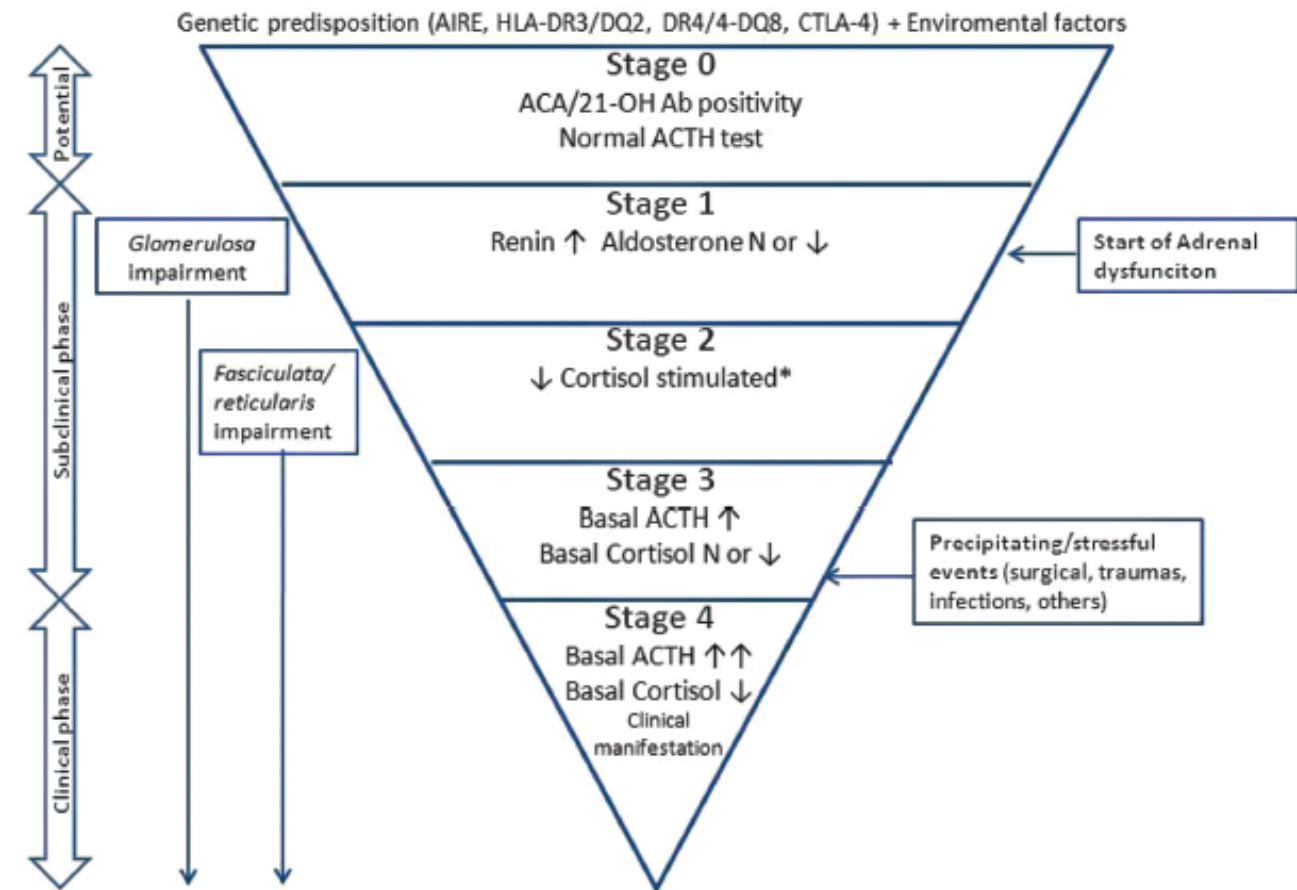 Genetic predisposition (AIRE, HLA-DR3/DQ2, DR4/4-DQ8, CTLA-4) + Enviromental factors
Potential
Stage 0
ACA/21-OH Ab positivity
Normal ACTH test
Subclinical phase
Stage 1
Renin ↑ Aldosterone N or ↓
Glomerulosa
impairment
Start of Adrenal
dysfunciton
Stage 2
↓ Cortisol stimulated*
Fasciculata/
reticularis
impairment
Stage 3
Basal ACTH ↑
Basal Cortisol N or ↓
Precipitating/stressful
events (surgical, traumas,
infections, others)
Clinical phase
Stage 4
Basal ACTH ↑↑
Basal Cortisol ↓
Clinical
manifestation